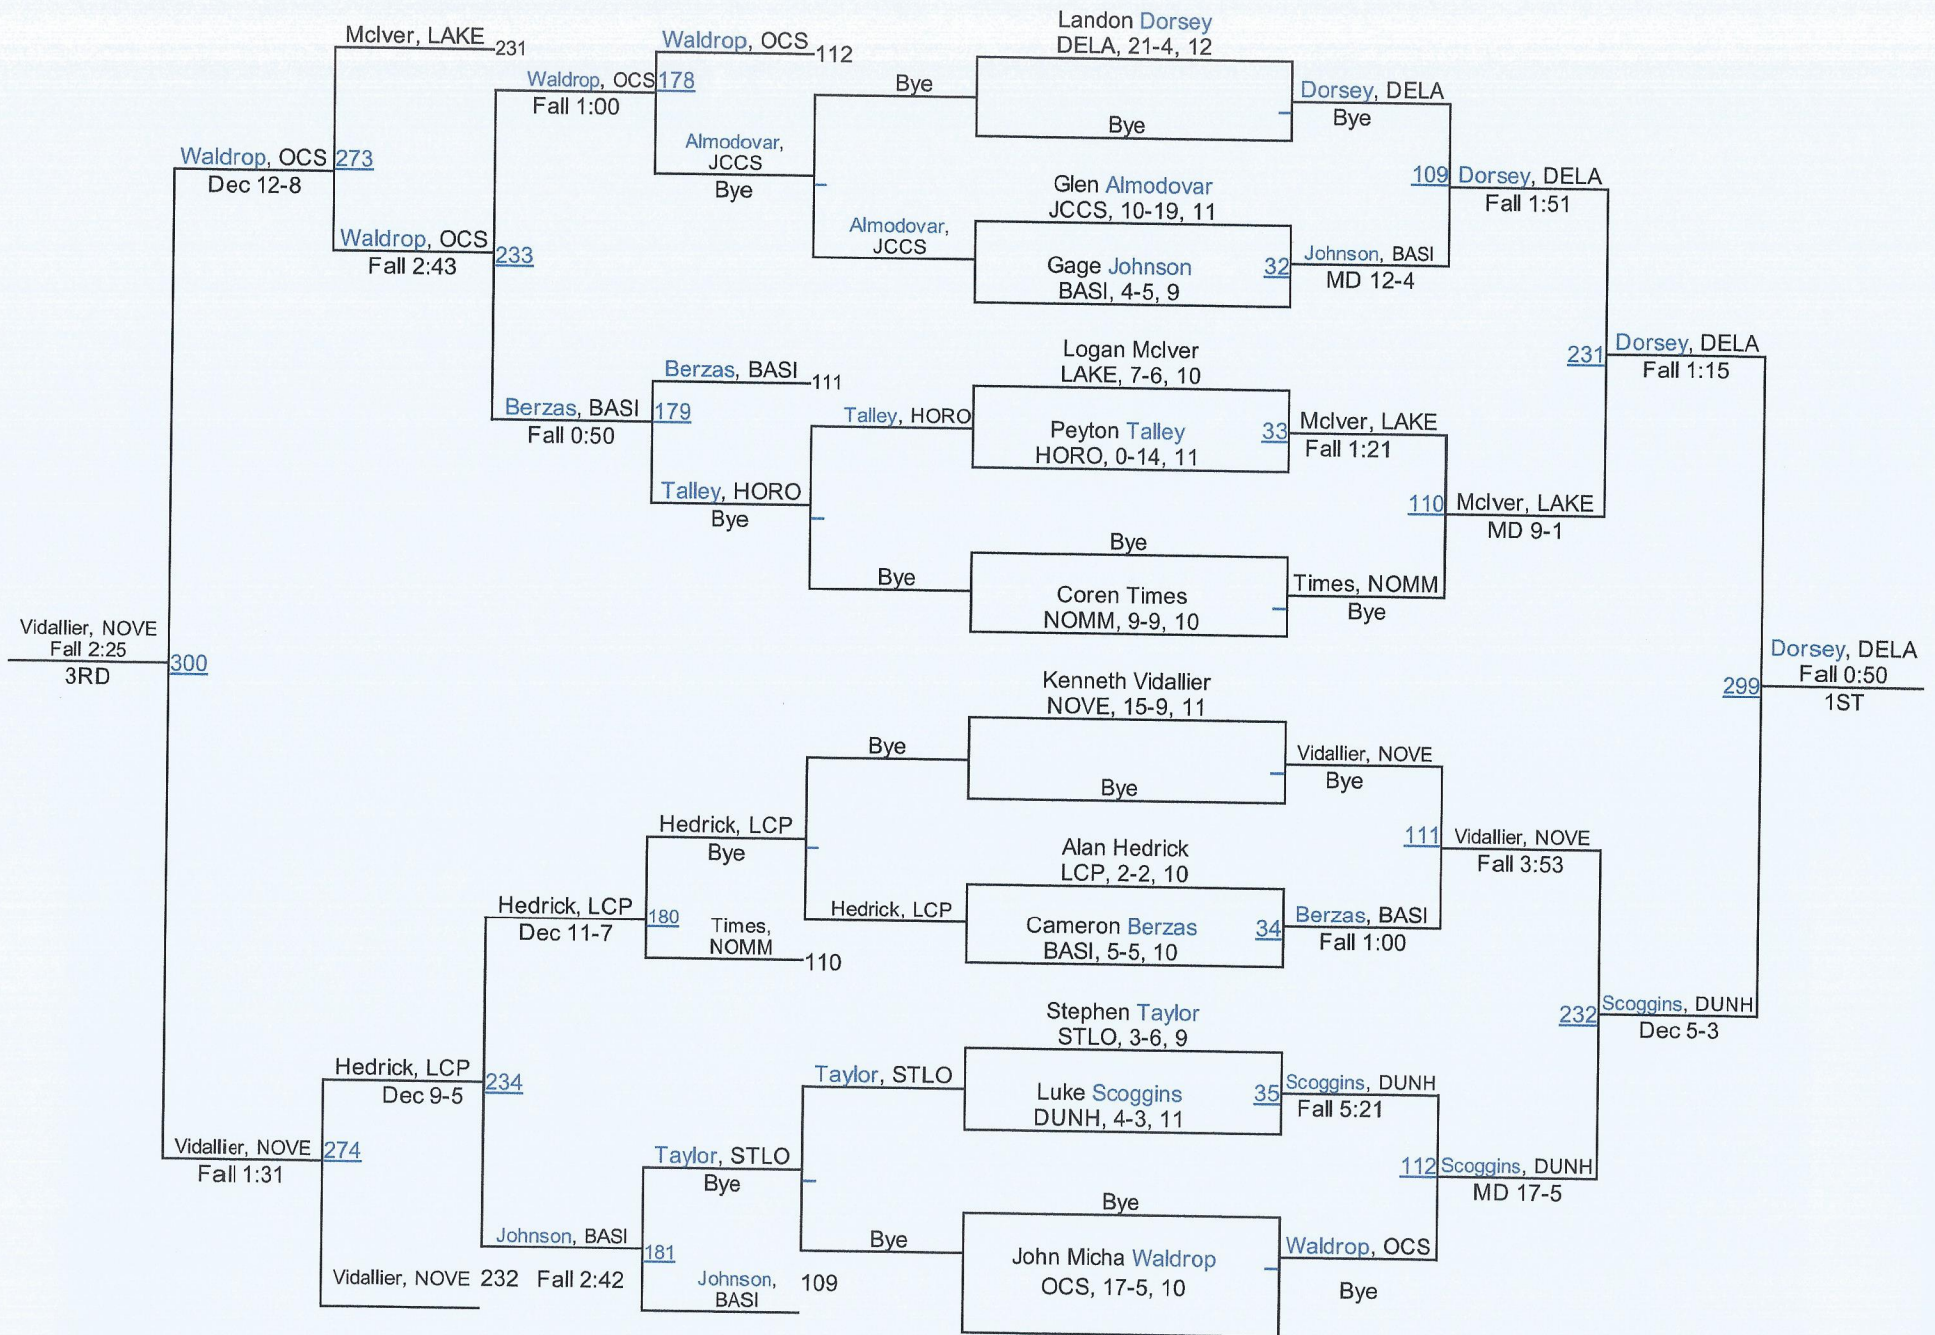 Landon Dorsey
DELA, 21-4, 12
McIver, LAKE
231
Waldrop, OCS
112
Waldrop, OCS
178
Fall 1:00
Bye
Bye
Dorsey, DELA
Bye
Almodovar,
JCCS
Bye
Waldrop, OCS
273
Dec 12-8
Glen Almodovar
JCCS, 10-19, 11
109
Dorsey, DELA
Fall 1:51
Almodovar,
JCCS
Waldrop, OCS
Fall 2:43
233
Gage Johnson
BASI, 4-5, 9
32
Johnson, BASI
MD 12-4
Logan McIver
LAKE, 7-6, 10
231
Dorsey, DELA
Fall 1:15
Berzas, BASI
111
Berzas, BASI
179
Fall 0:50
Talley, HORO
Peyton Talley
HORO, 0-14, 11
33
McIver, LAKE
Fall 1:21
Talley, HORO
Bye
110
McIver, LAKE
MD 9-1
Bye
Bye
Coren Times
NOMM, 9-9, 10
Times, NOMM
Bye
Vidallier, NOVE
Fall 2:25
3RD
300
Dorsey, DELA
Fall 0:50
1ST
299
Kenneth Vidallier
NOVE, 15-9, 11
Bye
Bye
Vidallier, NOVE
Bye
Hedrick, LCP
Bye
111
Vidallier, NOVE
Fall 3:53
Alan Hedrick
LCP, 2-2, 10
Hedrick, LCP
Dec 11-7
180
Times,
NOMM
110
Hedrick, LCP
Cameron Berzas
BASI, 5-5, 10
34
Berzas, BASI
Fall 1:00
Stephen Taylor
STLO, 3-6, 9
232
Scoggins, DUNH
Dec 5-3
Hedrick, LCP
Dec 9-5
234
Taylor, STLO
Luke Scoggins
DUNH, 4-3, 11
35
Scoggins, DUNH
Fall 5:21
Vidallier, NOVE
Fall 1:31
274
Taylor, STLO
Bye
112
Scoggins, DUNH
MD 17-5
Bye
Johnson, BASI
Fall 2:42
181
Bye
John Micha Waldrop
OCS, 17-5, 10
Waldrop, OCS
Bye
Vidallier, NOVE
232
Johnson,
BASI
109